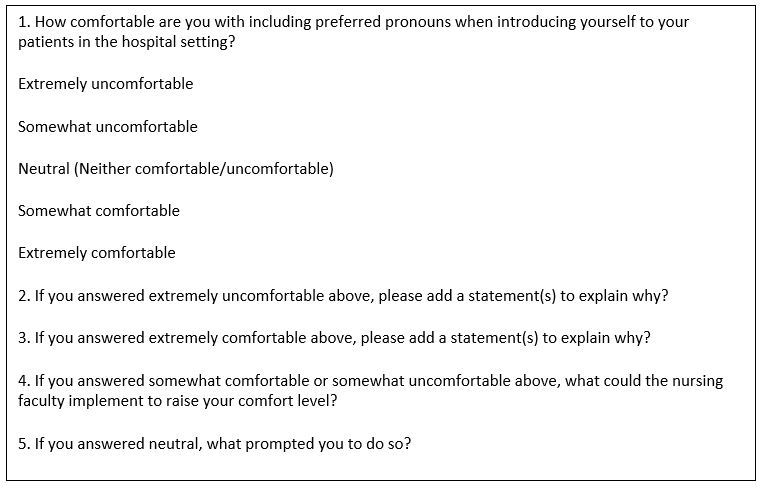 1. How comfortable are you with including preferred pronouns when introducing yourself to your
patients in the hospital setting?
Extremely uncomfortable
Somewhat uncomfortable
Neutral (Neither comfortable/uncomfortable)
Somewhat comfortable
Extremely comfortable
2. If you answered extremely uncomfortable above, please add a statement(s) to explain why?
3. If you answered extremely comfortable above, please add a statement(s) to explain why?
4. If you answered somewhat comfortable or somewhat uncomfortable above, what could the nursing
faculty implement to raise your comfort level?
5. If you answered neutral, what prompted you to do so?